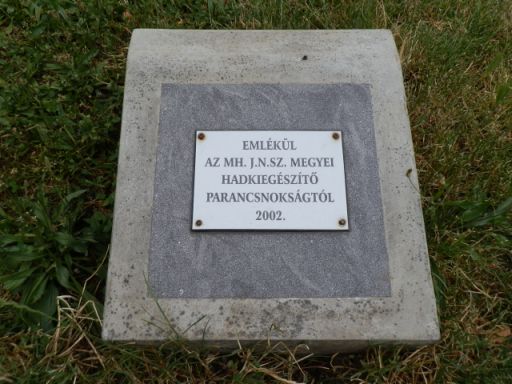 EMLÉKÜL
AZ MH. J.N.SZ. MEGYEI
HADKIEGÉSZÍTŐ
PARANCSNOKSÁGTÓL
2002.